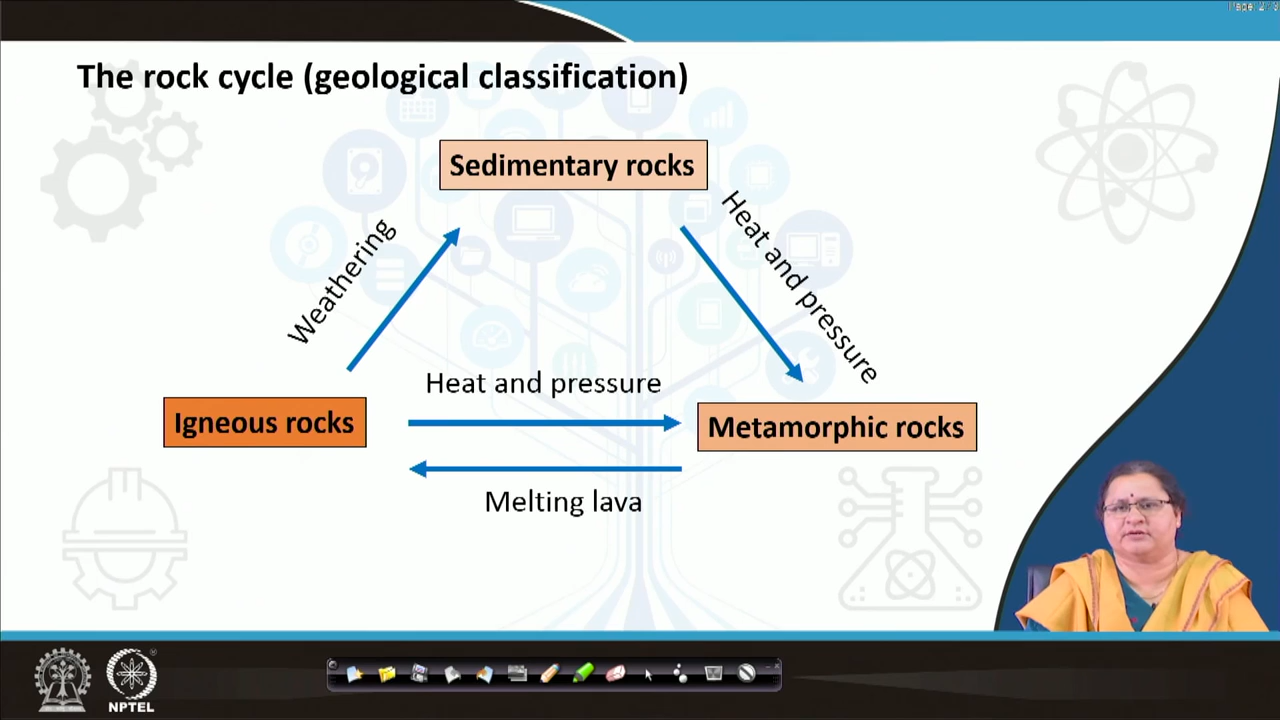 The rock cycle (geological classification)
Sedimentary rocks
Weathering
Heat and pressure
Heat and pressure
Igneous rocks
Metamorphic rocks
Melting lava
NPTEL